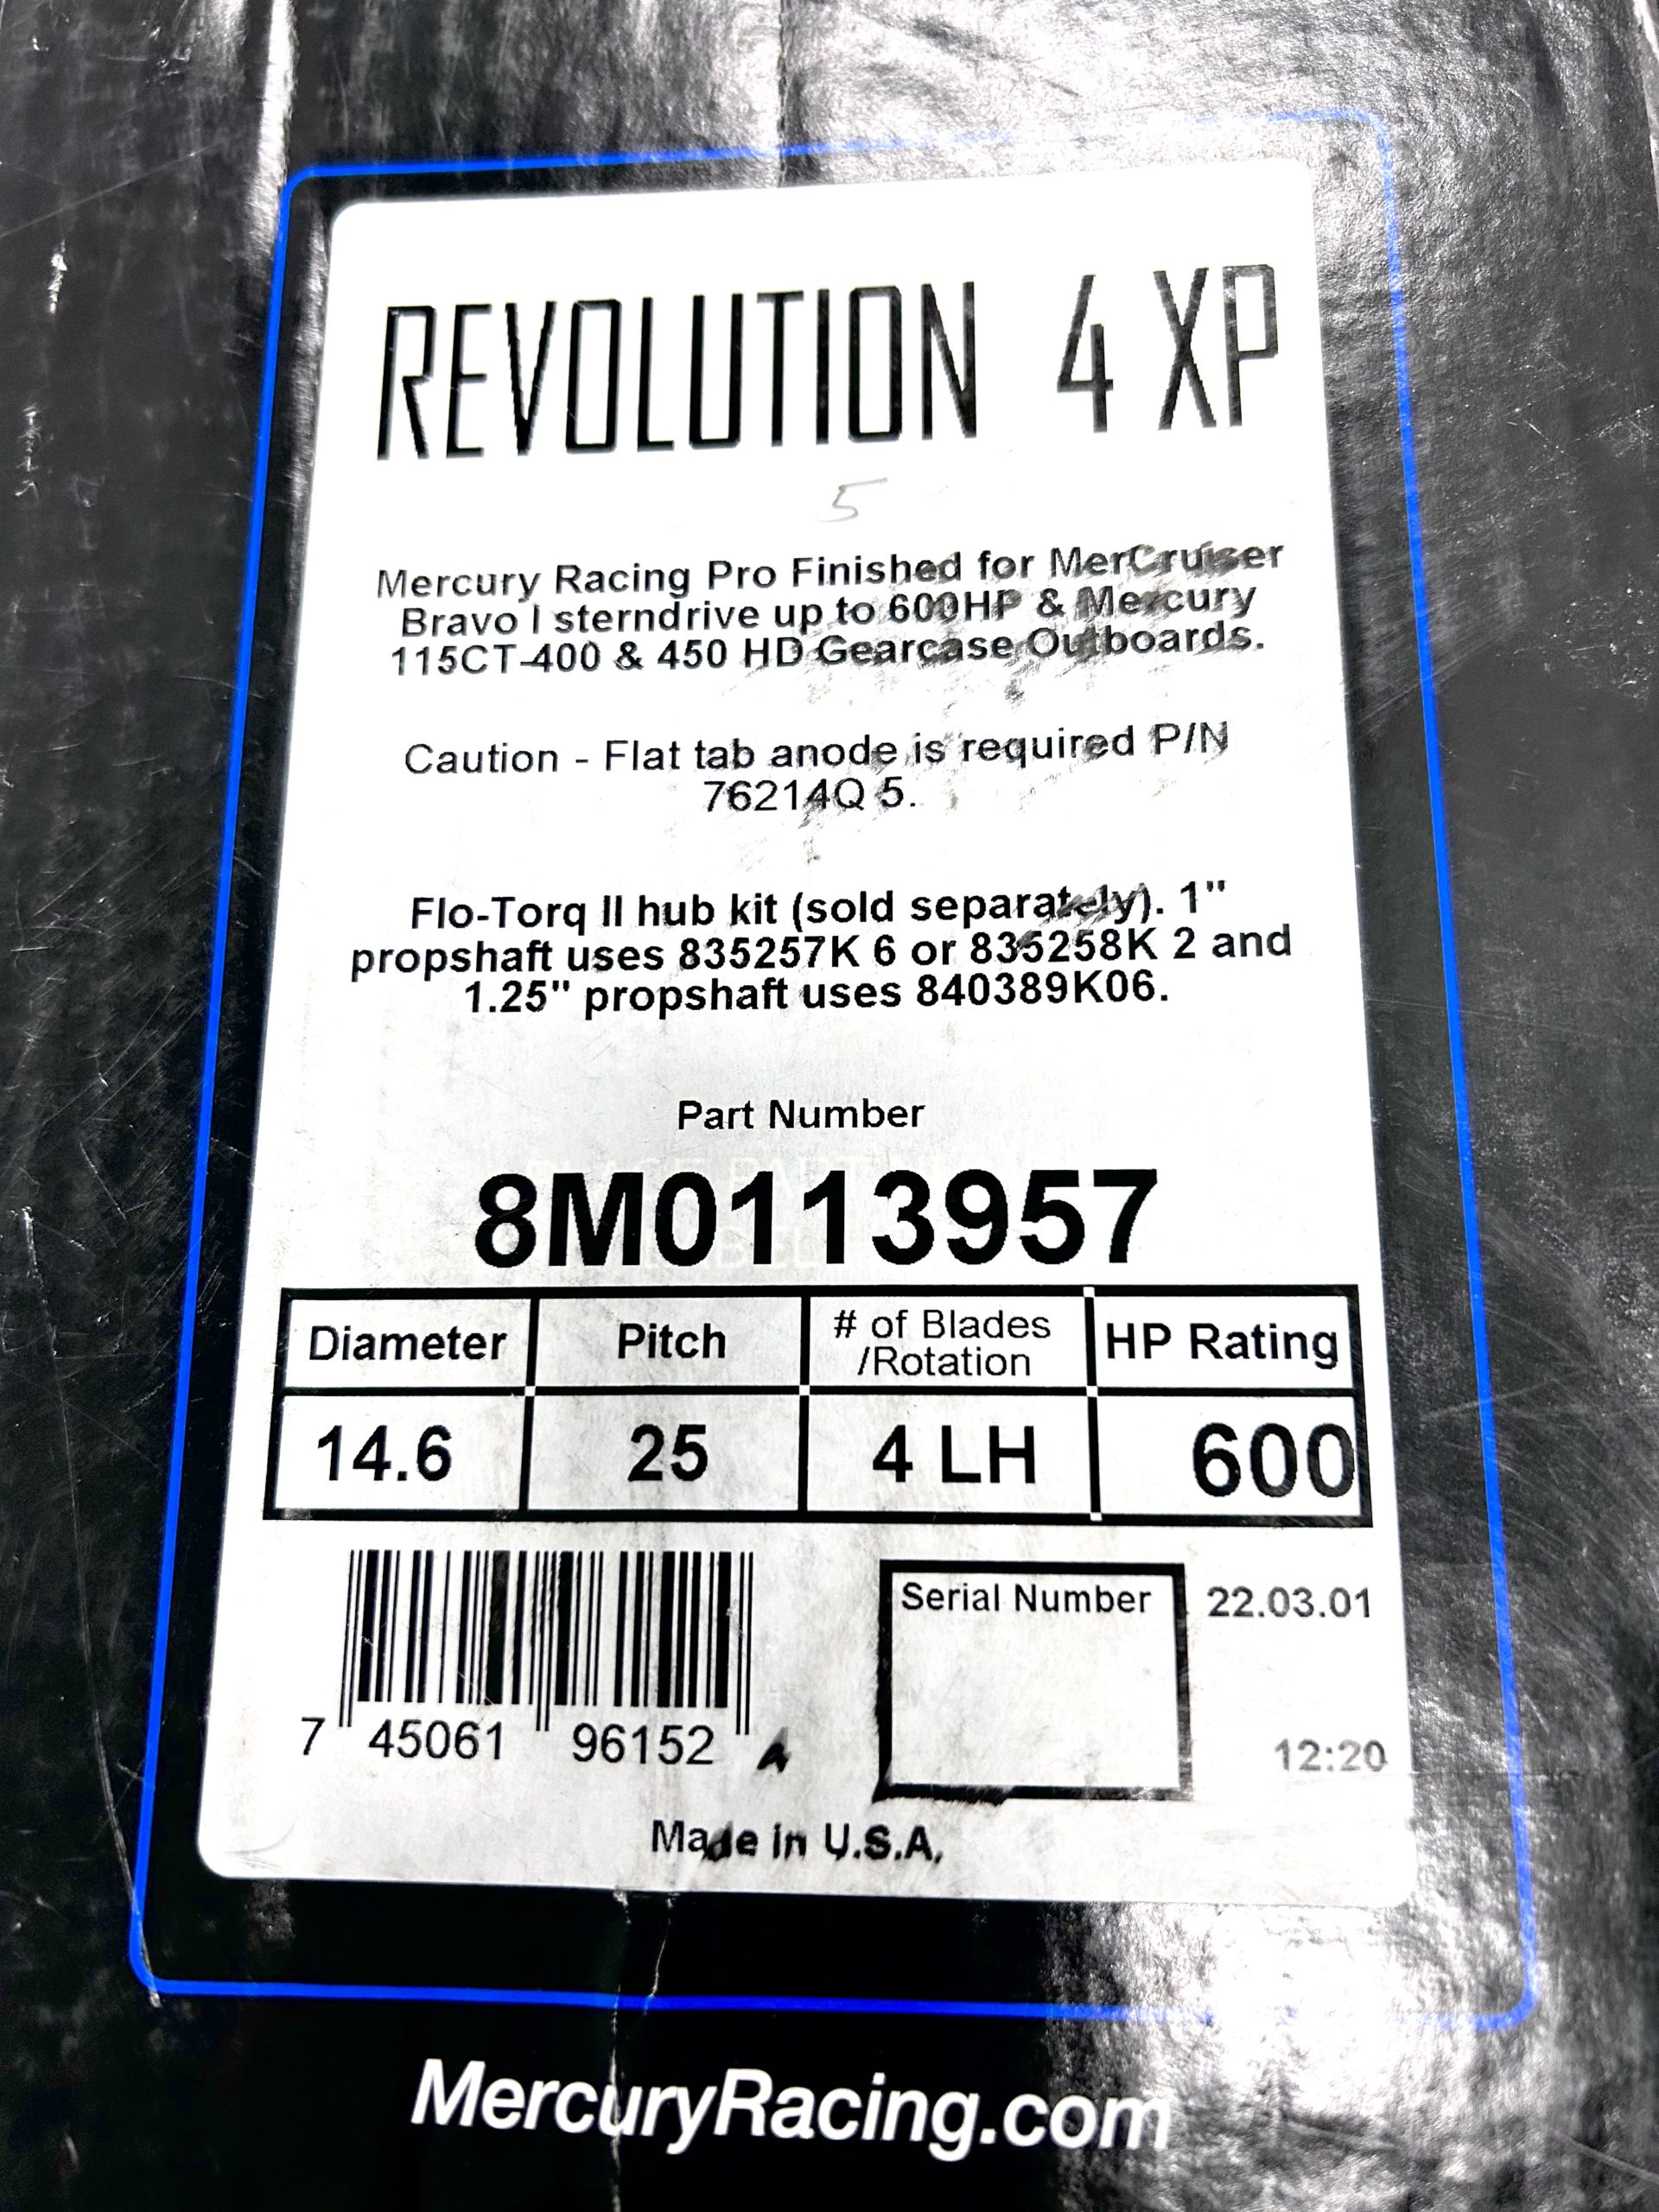 REVOLUTION 4 XP
5
Mercury Racing Pro Finished for MerCruiser
Bravo I sterndrive up to 600HP & Mercury
115CT-400 & 450 HD Gearcase Outboards.
Caution - Flat tab anode is required P/N
76214Q 5.
Flo-Torq II hub kit (sold separately). 1"
propshaft uses 835257K 6 or 835258K 2 and
1.25" propshaft uses 840389K06.
Part Number
8M0113957
Diameter Pitch # of Blades /Rotation HP Rating
14.6 25 4 LH 600
Serial Number 22.03.01
7 45061 96152
12:20
Made in U.S.A.
MercuryRacing.com